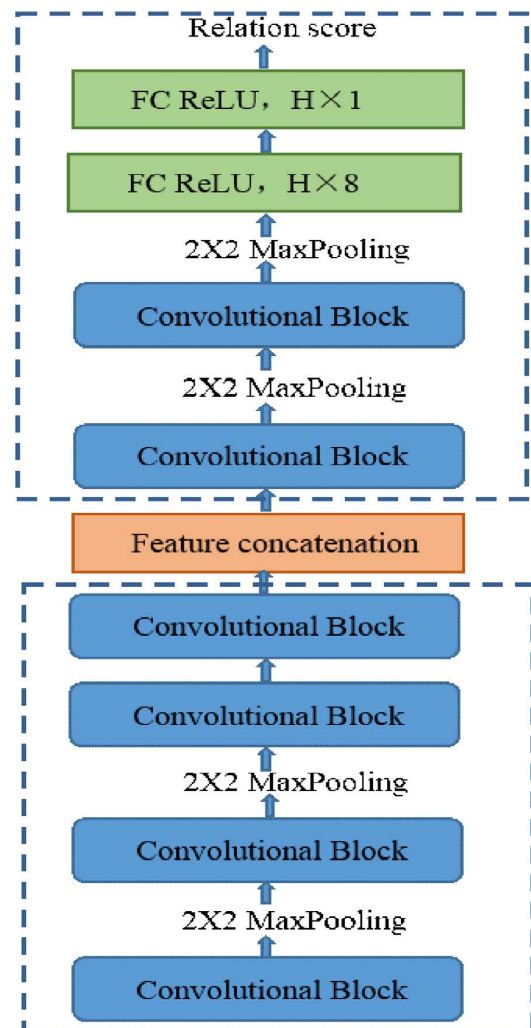 Relation score
FC ReLU，H×1
FC ReLU，H×8
2X2 MaxPooling
Convolutional Block
2X2 MaxPooling
Convolutional Block
Feature concatenation
Convolutional Block
Convolutional Block
2X2 MaxPooling
Convolutional Block
2X2 MaxPooling
Convolutional Block